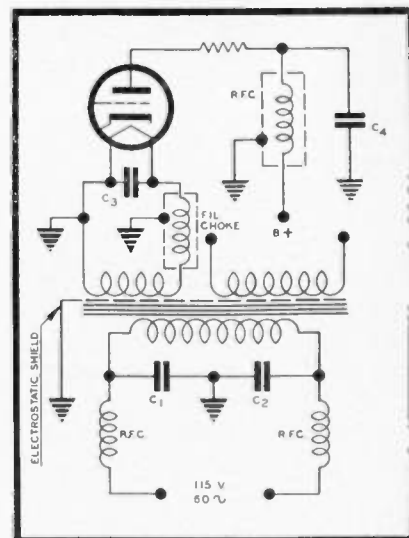 R.F.C.
C4
C3
FIL.
CHOKE
B+
ELECTROSTATIC SHIELD
C1
C2
R.F.C.
R.F.C.
115 V.
60~